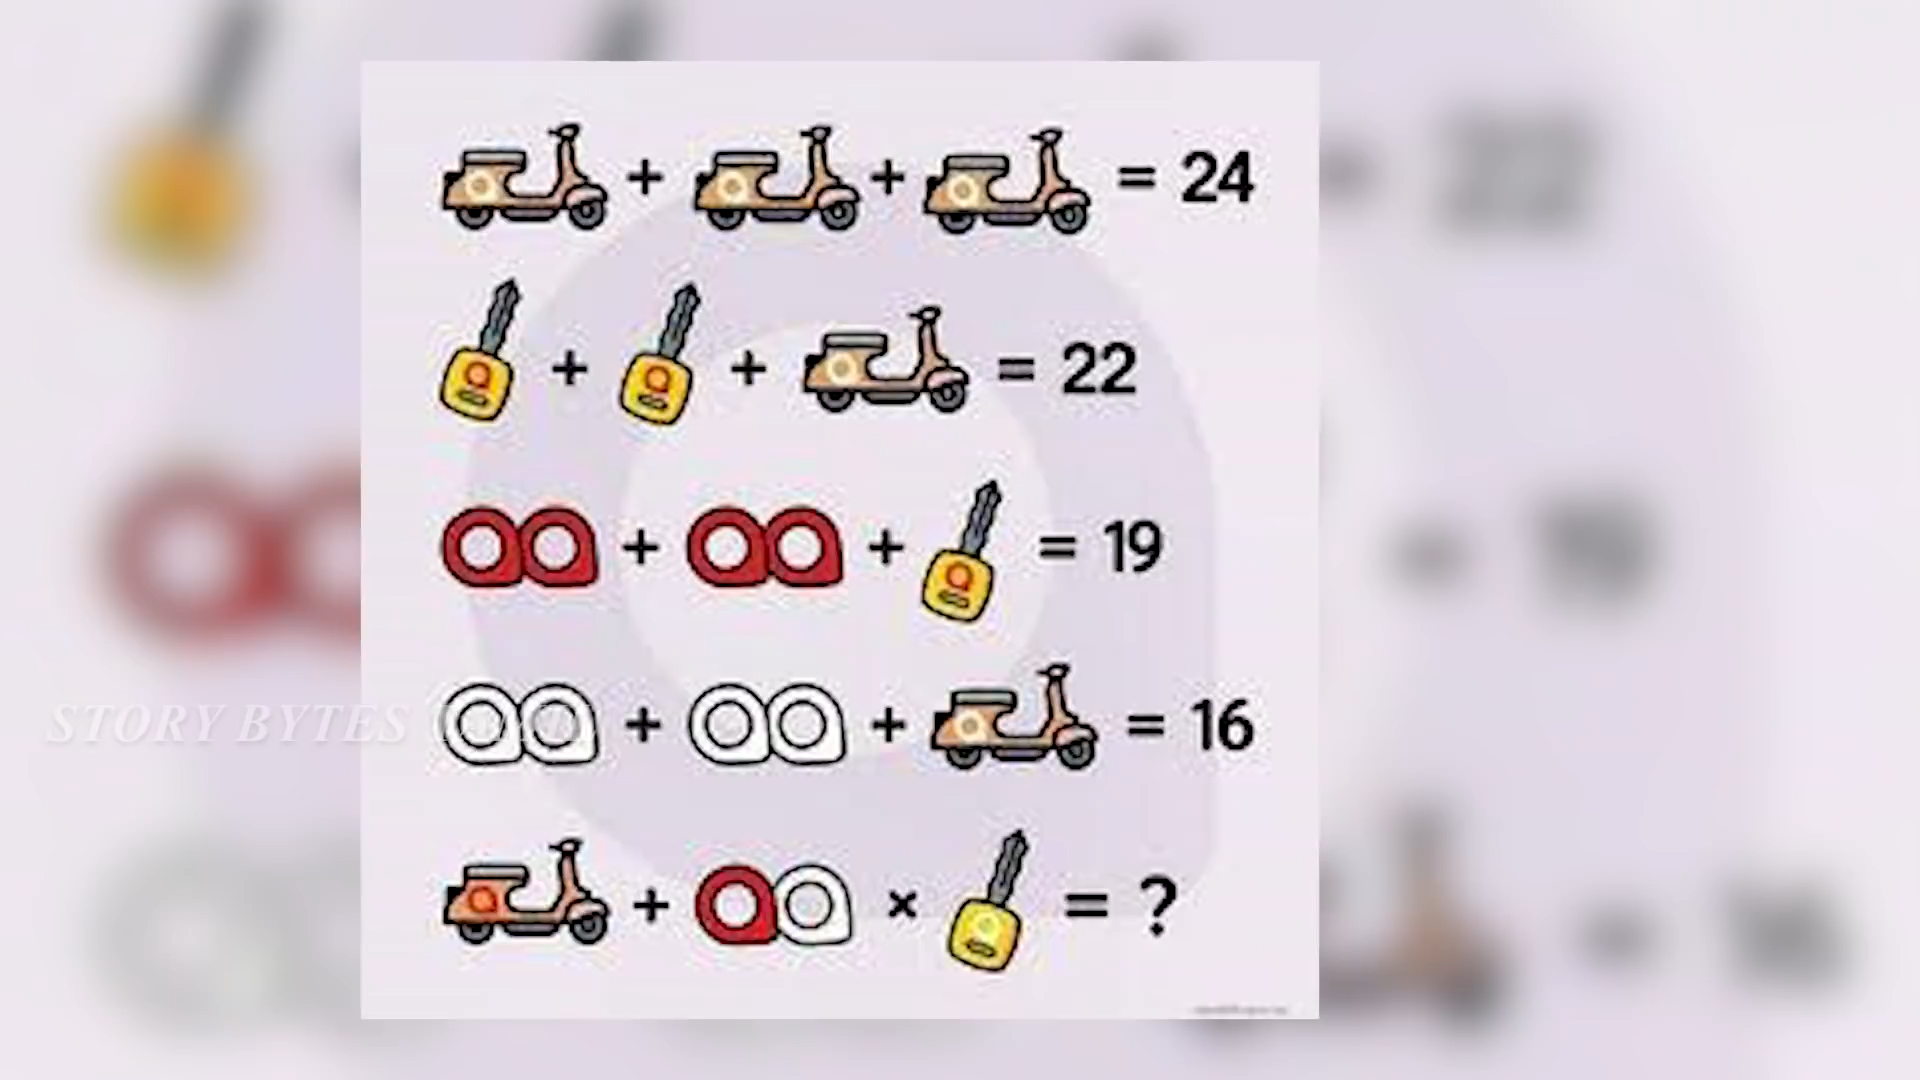 + + = 24
+ + = 22
+ + = 19
+ + = 16
+ × = ?
STORY BYTES